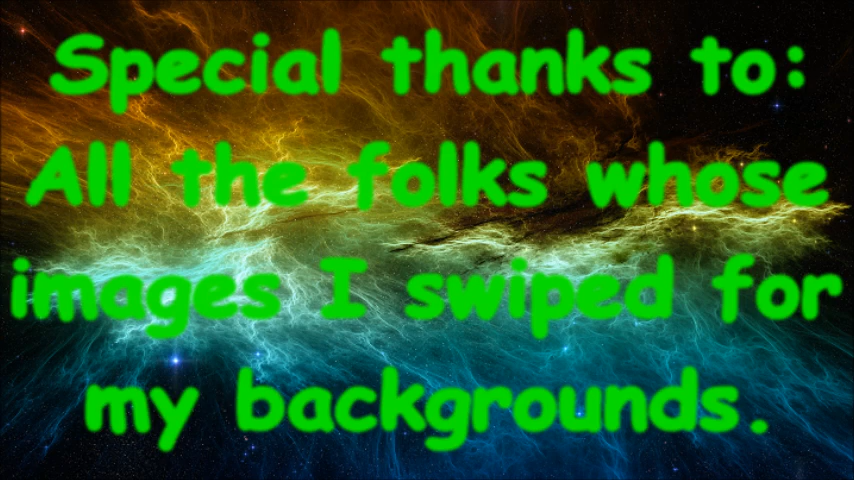 Special thanks to:
All the folks whose
images I swiped for
my backgrounds.